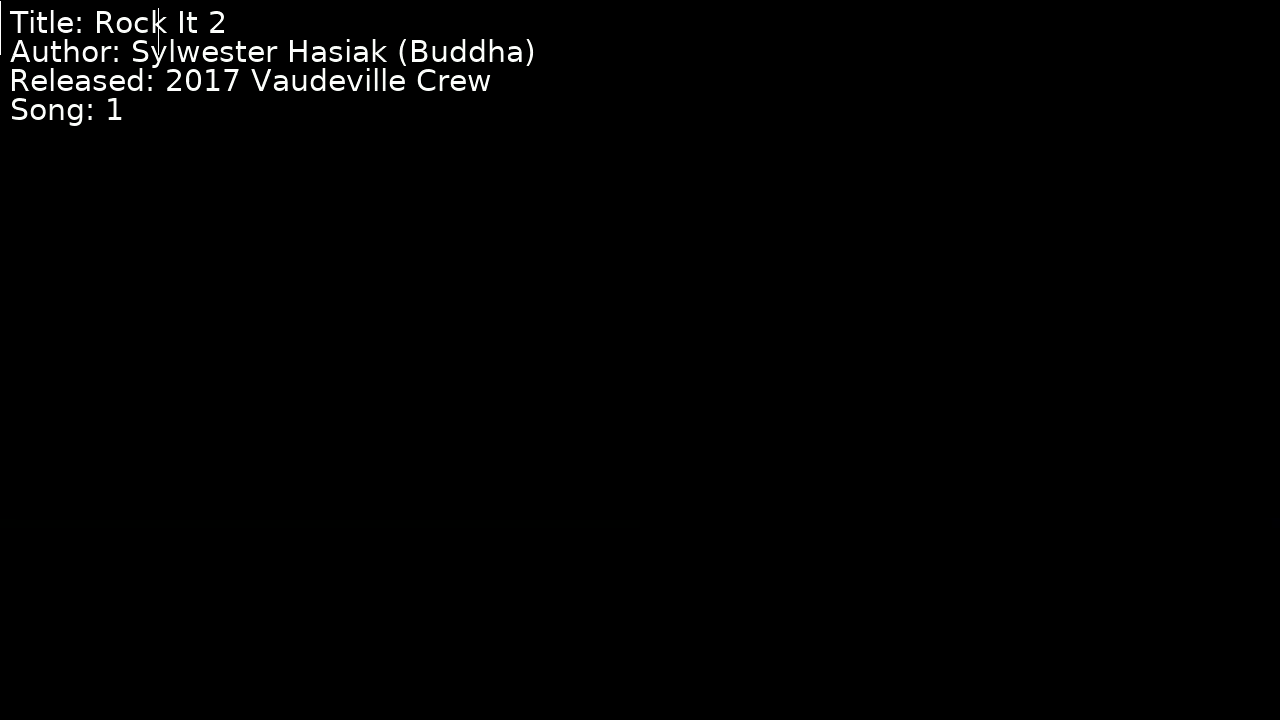 Title: Rock It 2
Author: Sylwester Hasiak (Buddha)
Released: 2017 Vaudeville Crew
Song: 1